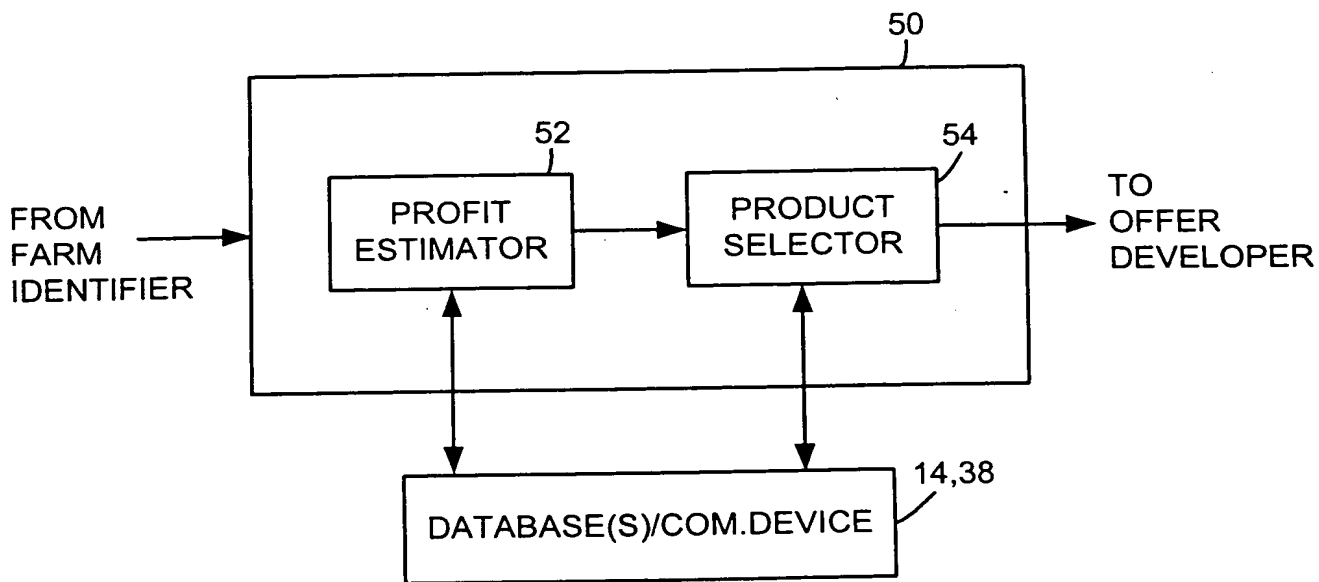 50
52
54
FROM
FARM
IDENTIFIER
PROFIT
ESTIMATOR
PRODUCT
SELECTOR
TO
OFFER
DEVELOPER
14,38
DATABASE(S)/COM.DEVICE